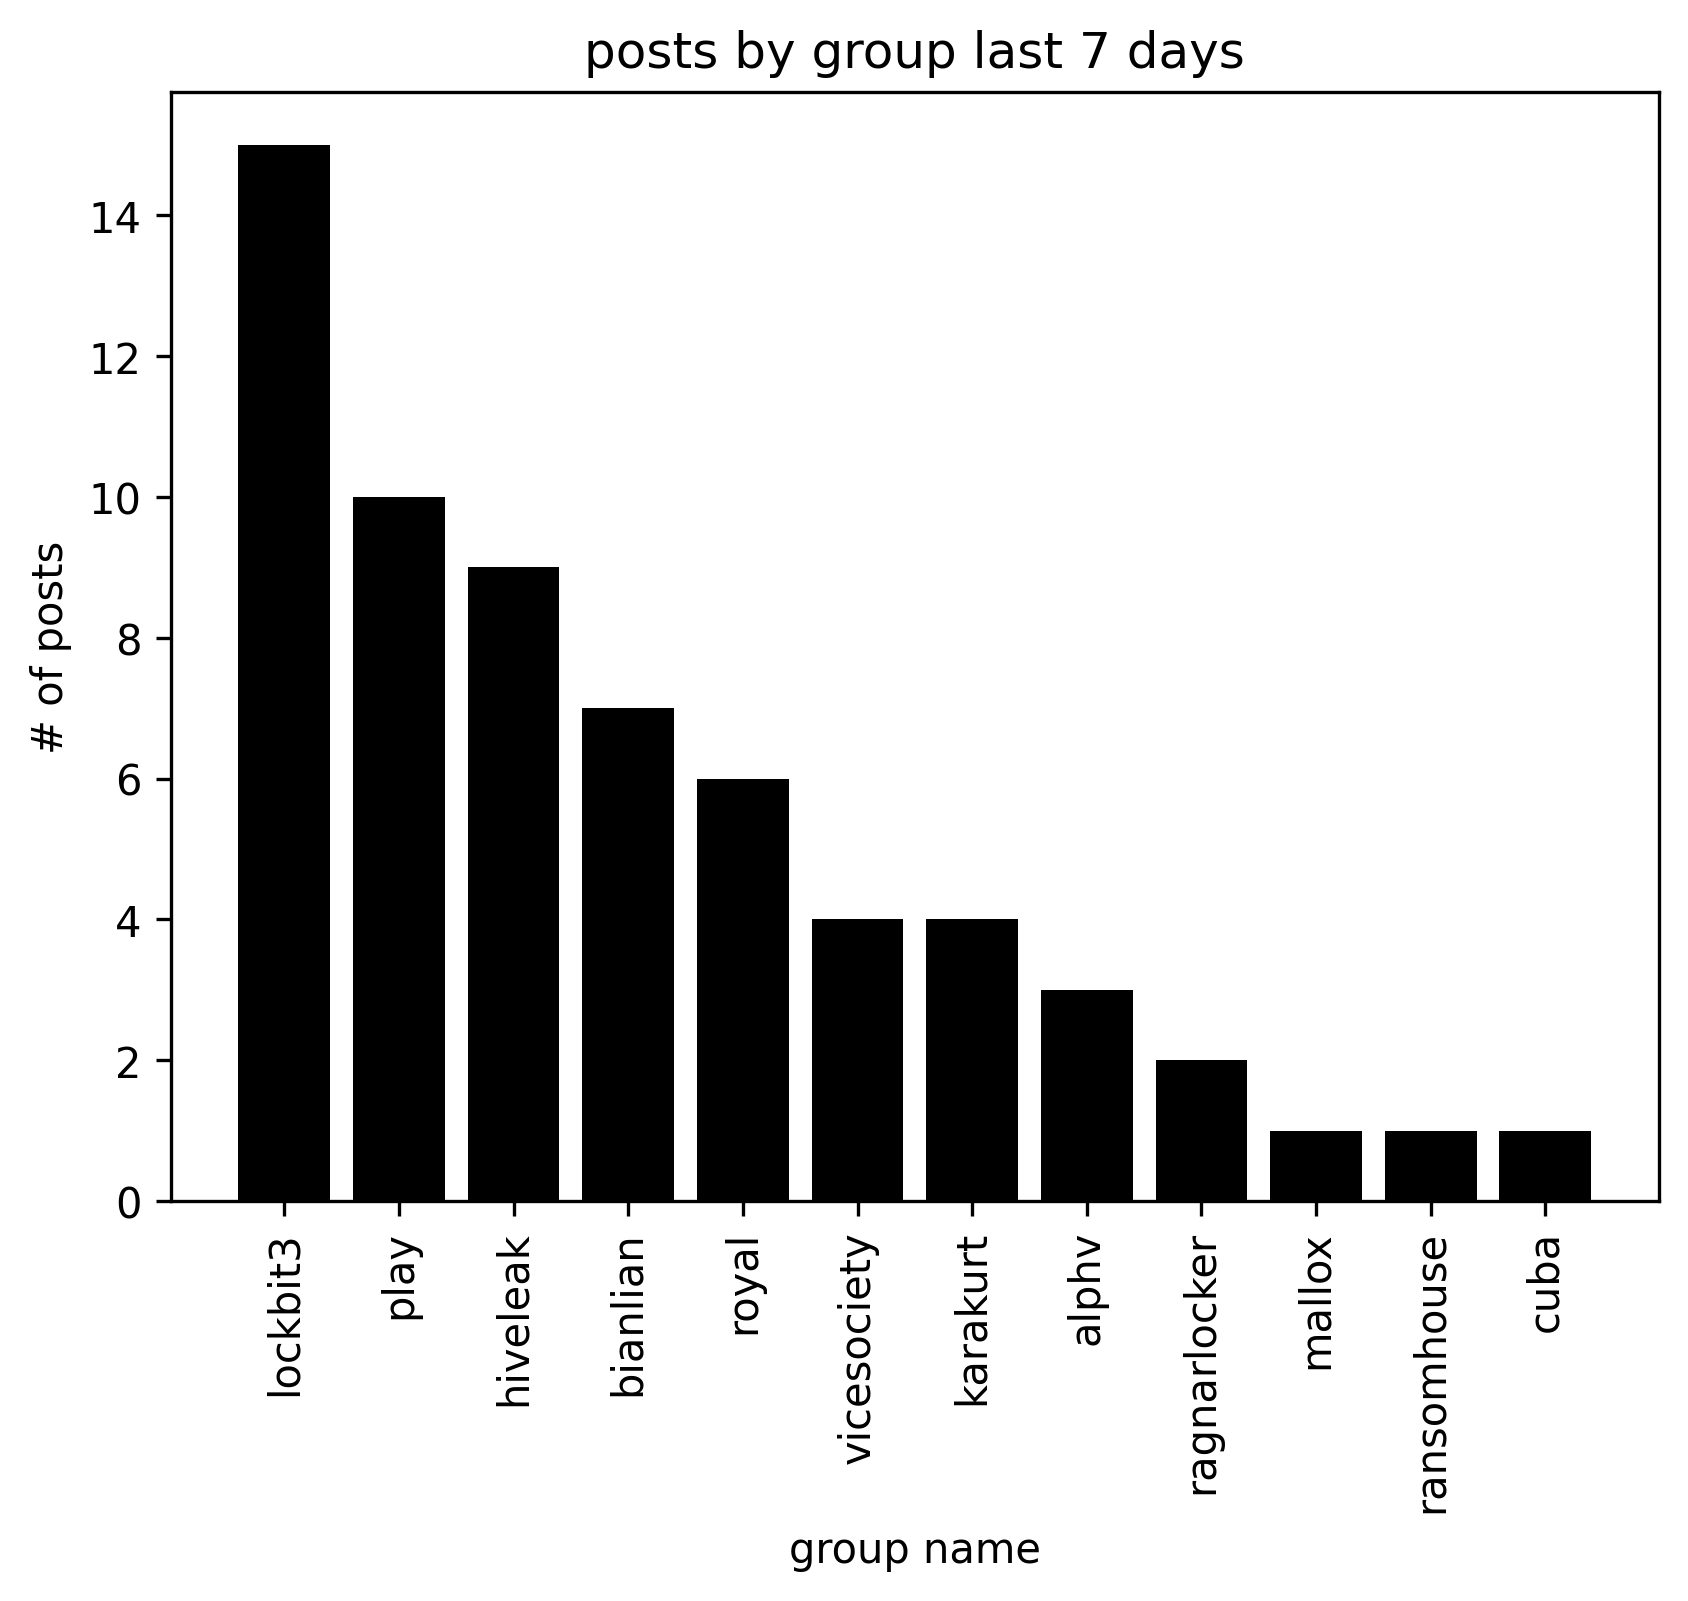 posts by group last 7 days
# of posts
14
12
10
8
6
4
2
0
lockbit3
play
hiveleak
bianlian
royal
vicesociety
karakurt
alphv
ragnarlocker
mallox
ransomhouse
cuba
group name